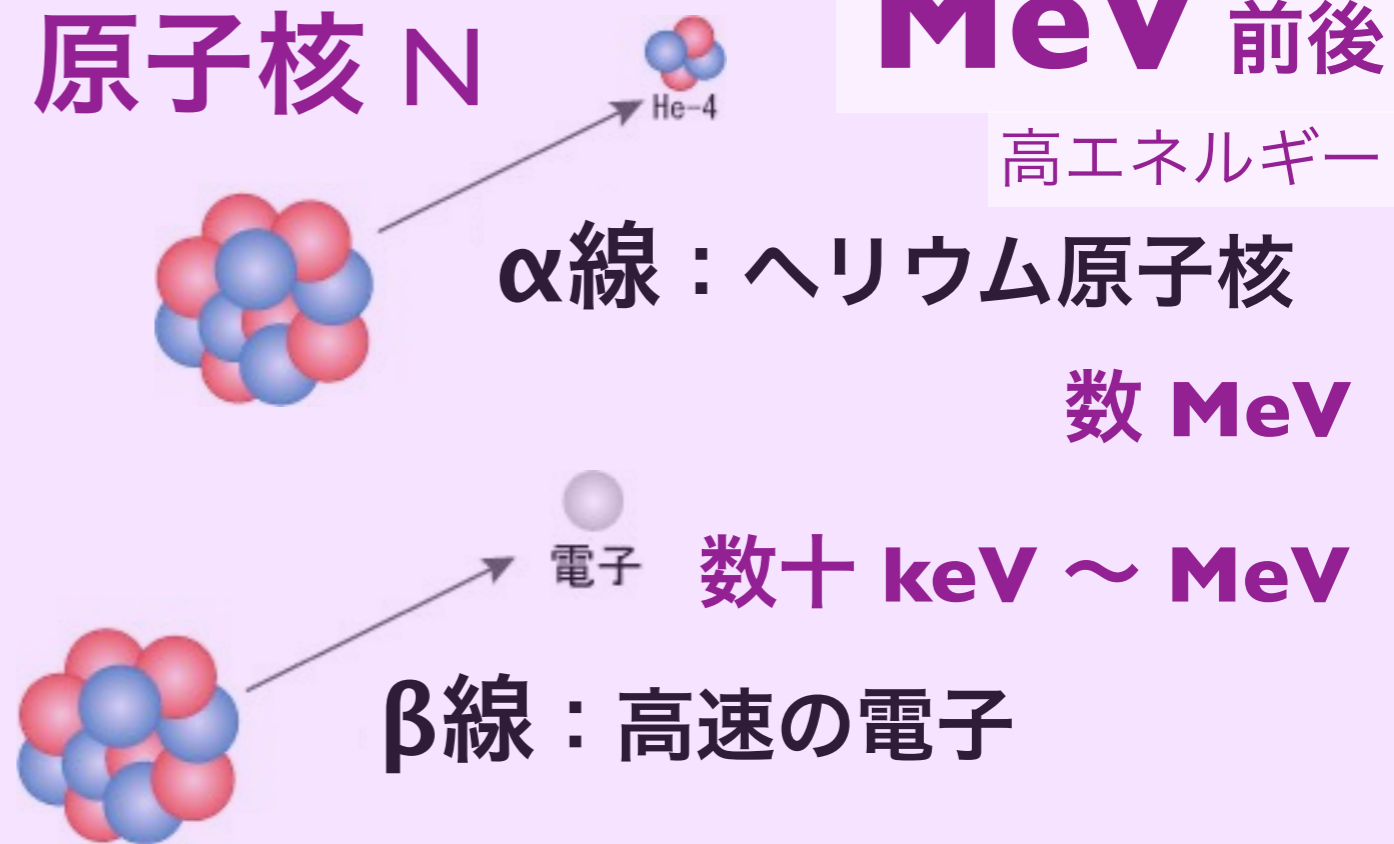 原子核 N
MeV 前後
He-4
高エネルギー
α線：ヘリウム原子核
数 MeV
電子
数十 keV ～ MeV
β線：高速の電子